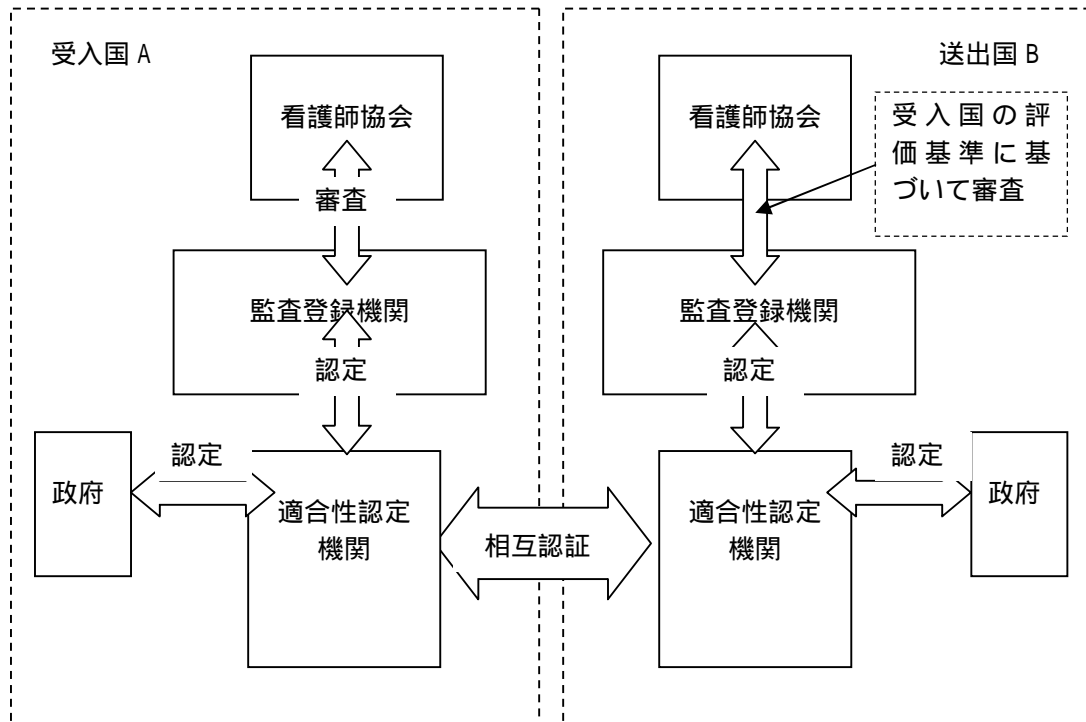 受入国 A
看護師協会
審査
監査登録機関
認定
政府
認定
適合性認定
機関
相互認証
送出国 B
看護師協会
受入国の評
価基準に基
づいて審査
監査登録機関
認定
適合性認定
機関
認定
政府